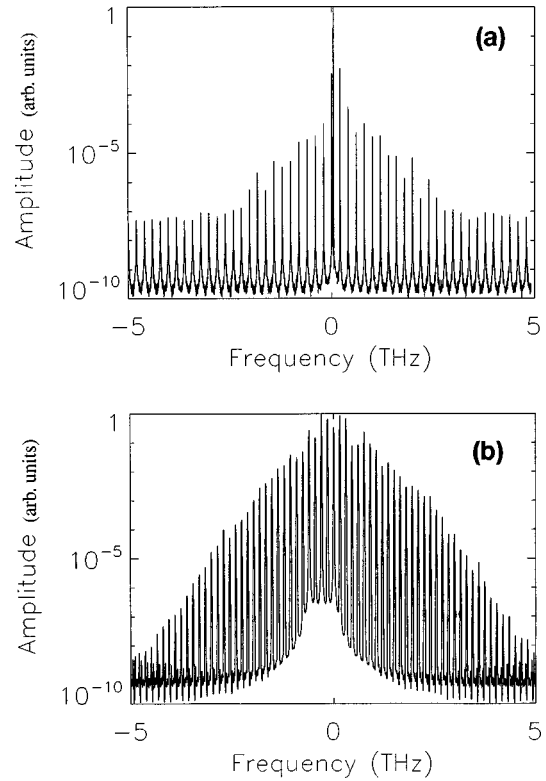 (a)
1
10-5
10-10
Amplitude (arb. units)
-5
0
5
Frequency (THz)
(b)
1
10-5
10-10
Amplitude (arb. units)
-5
0
5
Frequency (THz)